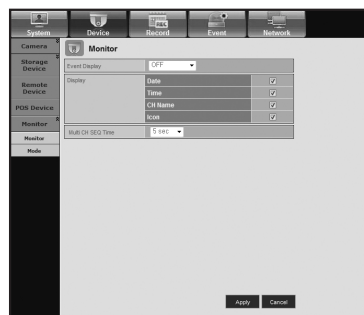 System Device Record Event Network
Camera
Storage Device
Remote Device
POS Device
Monitor
Monitor
Mode
Monitor
Event Display OFF
Display
Date
Time
CH Name
Icon
Multi CH SEQ Time 5 sec
Apply Cancel